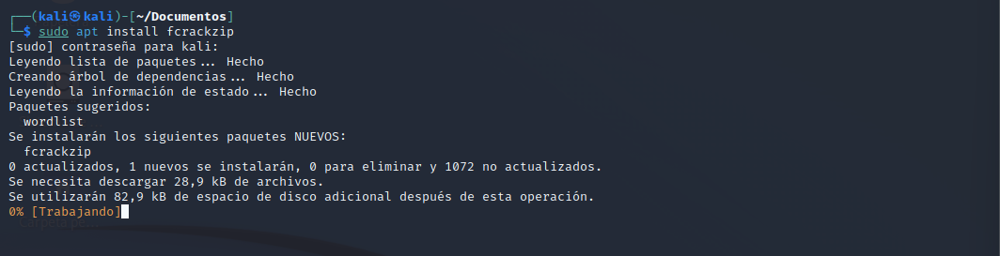 ┌──(kali㉿kali)-[~/Documentos]
└─$ sudo apt install fcrackzip
[sudo] contraseña para kali:
Leyendo lista de paquetes... Hecho
Creando árbol de dependencias... Hecho
Leyendo la información de estado... Hecho
Paquetes sugeridos:
  wordlist
Se instalarán los siguientes paquetes NUEVOS:
  fcrackzip
0 actualizados, 1 nuevos se instalarán, 0 para eliminar y 1072 no actualizados.
Se necesita descargar 28,9 kB de archivos.
Se utilizarán 82,9 kB de espacio de disco adicional después de esta operación.
0% [Trabajando]